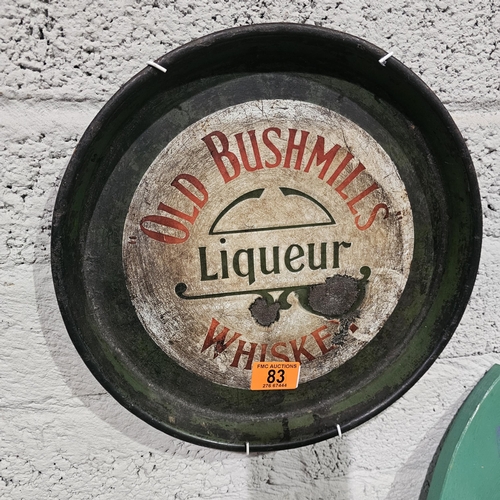 "OLD BUSHMILLS"
LIQUEUR
WHISKEY.
FMC AUCTIONS
83